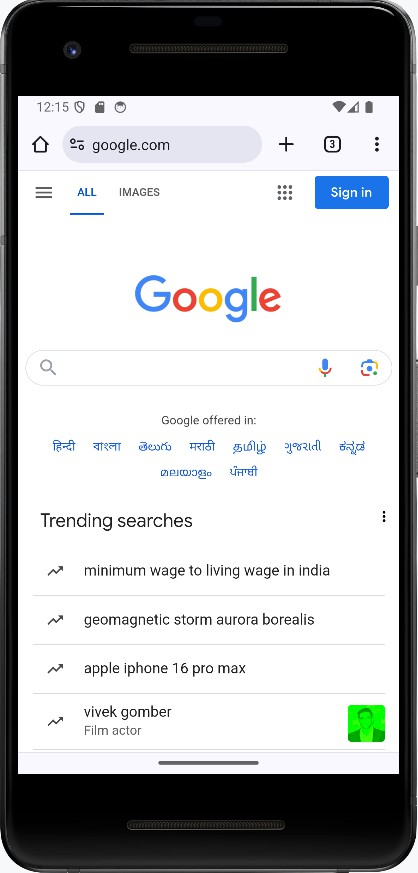 12:15
google.com
3
ALL IMAGES
Sign in
Google
Google offered in:
हिन्दी বাংলা తెలుగు मराठी தமிழ் ગુજરાતી ಕನ್ನಡ
മലയാളം ਪੰਜਾਬੀ
Trending searches
minimum wage to living wage in india
geomagnetic storm aurora borealis
apple iphone 16 pro max
vivek gomber
Film actor